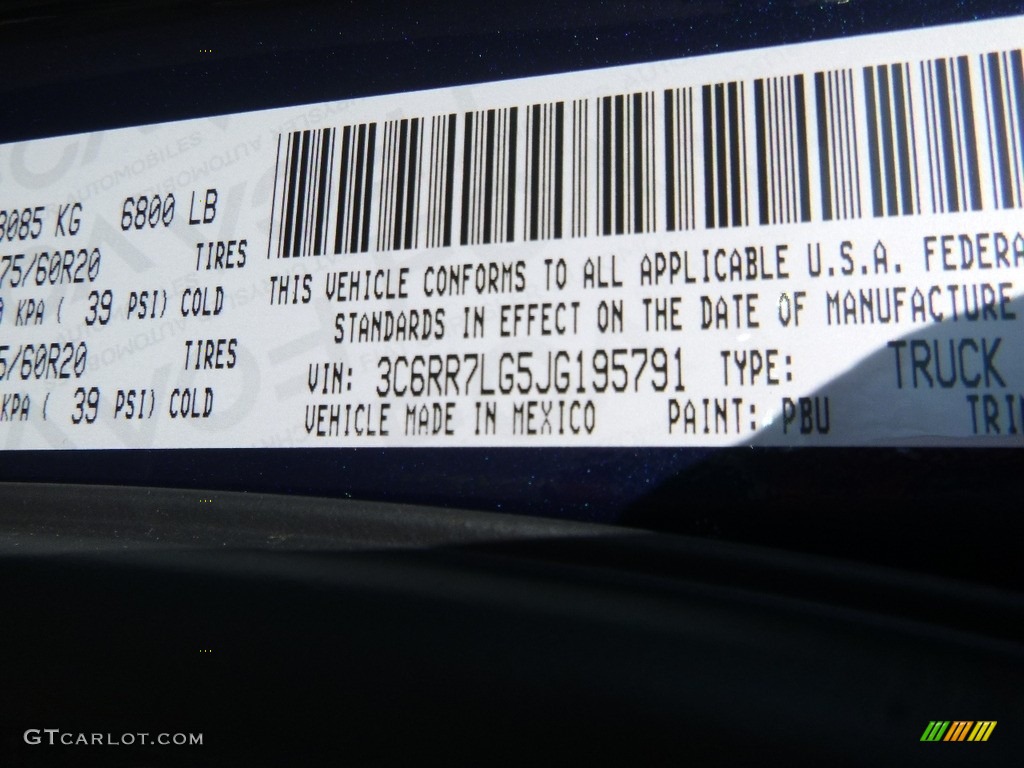 3085 KG 6800 LB
75/60R20 TIRES
KPA ( 39 PSI) COLD
5/60R20 TIRES
KPA ( 39 PSI) COLD
THIS VEHICLE CONFORMS TO ALL APPLICABLE U.S.A. FEDERA
STANDARDS IN EFFECT ON THE DATE OF MANUFACTURE
VIN: 3C6RR7LG5JG195791 TYPE: TRUCK
VEHICLE MADE IN MEXICO PAINT: PBU TRI
GTCARLOT.COM